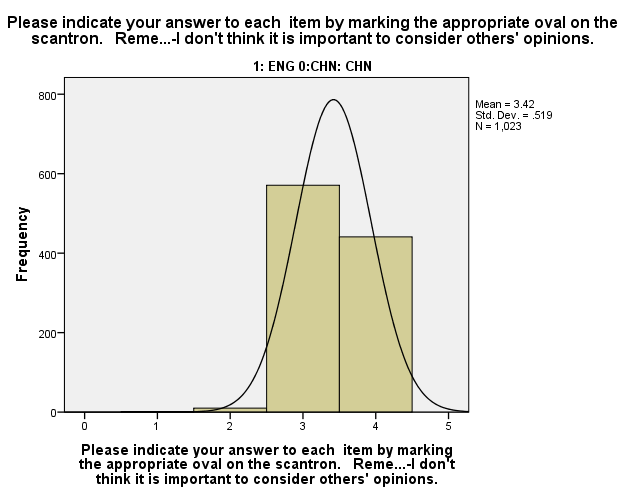 Please indicate your answer to each  item by marking the appropriate oval on the
scantron.   Reme...-I don't think it is important to consider others' opinions.
1: ENG 0:CHN: CHN
Mean = 3.42
Std. Dev. = .519
N = 1,023
800
600
400
200
0
Frequency
0 1 2 3 4 5
Please indicate your answer to each  item by marking
the appropriate oval on the scantron.   Reme...-I don't
think it is important to consider others' opinions.